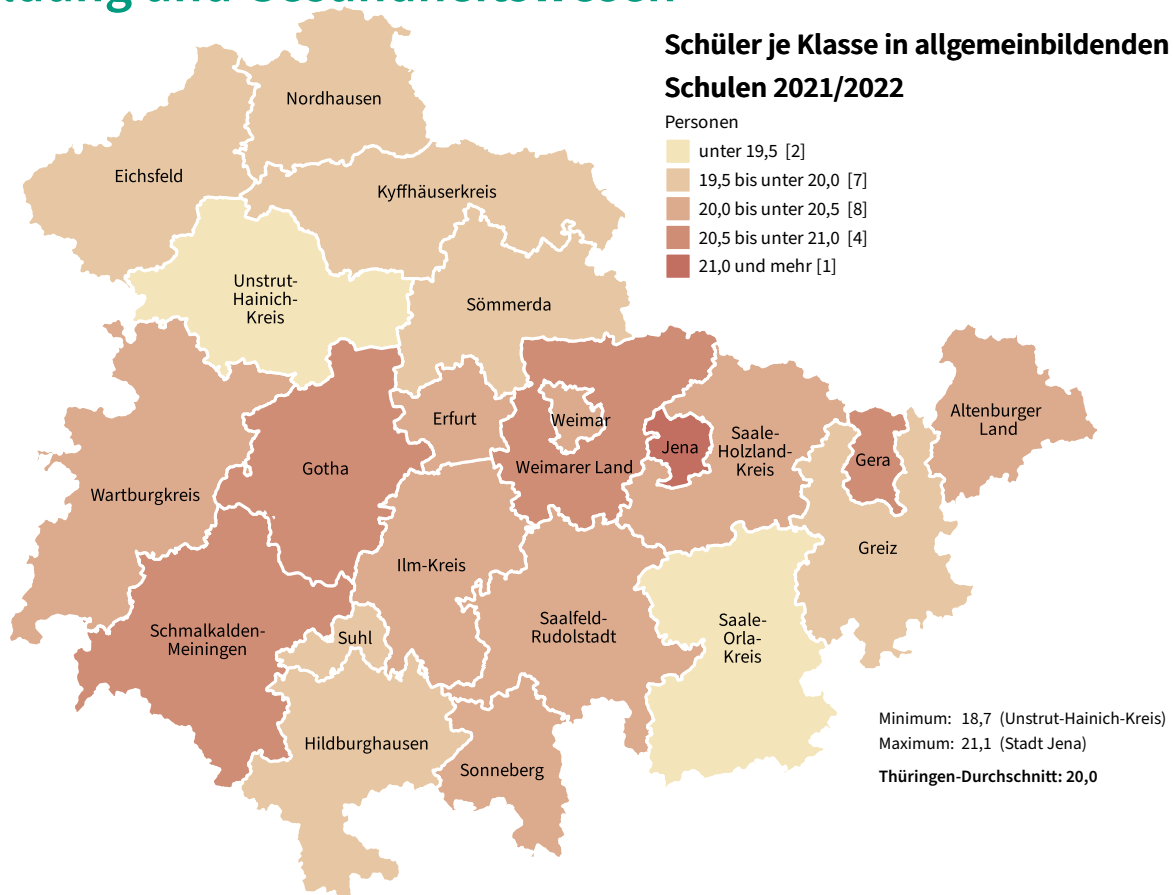 Schüler je Klasse in allgemeinbildenden
Schulen 2021/2022
Personen
unter 19,5 [2]
19,5 bis unter 20,0 [7]
20,0 bis unter 20,5 [8]
20,5 bis unter 21,0 [4]
21,0 und mehr [1]
Nordhausen
Eichsfeld
Kyffhäuserkreis
Unstrut-
Hainich-
Kreis
Sömmerda
Altenburger
Land
Erfurt
Weimar
Jena
Saale-
Holzland-
Kreis
Gera
Gotha
Weimarer Land
Wartburgkreis
Greiz
Ilm-Kreis
Schmalkalden-
Meiningen
Suhl
Saalfeld-
Rudolstadt
Saale-
Orla-
Kreis
Hildburghausen
Sonneberg
Minimum: 18,7 (Unstrut-Hainich-Kreis)
Maximum: 21,1 (Stadt Jena)
Thüringen-Durchschnitt: 20,0